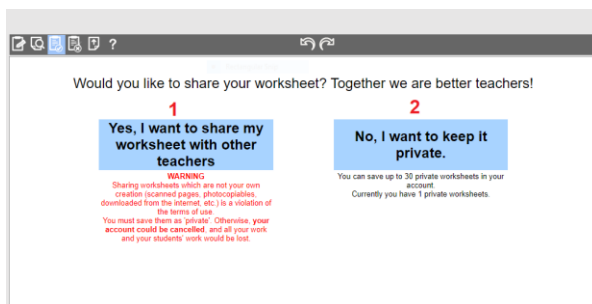 ?
Would you like to share your worksheet? Together we are better teachers!
1
Yes, I want to share my
worksheet with other
teachers
WARNING
Sharing worksheets which are not your own
creation (scanned pages, photocopiables,
downloaded from the internet, etc.) is a violation of
the terms of use.
You must save them as 'private'. Otherwise, your
account could be cancelled, and all your work
and your students' work would be lost.
2
No, I want to keep it
private.
You can save up to 30 private worksheets in your
account.
Currently you have 1 private worksheets.